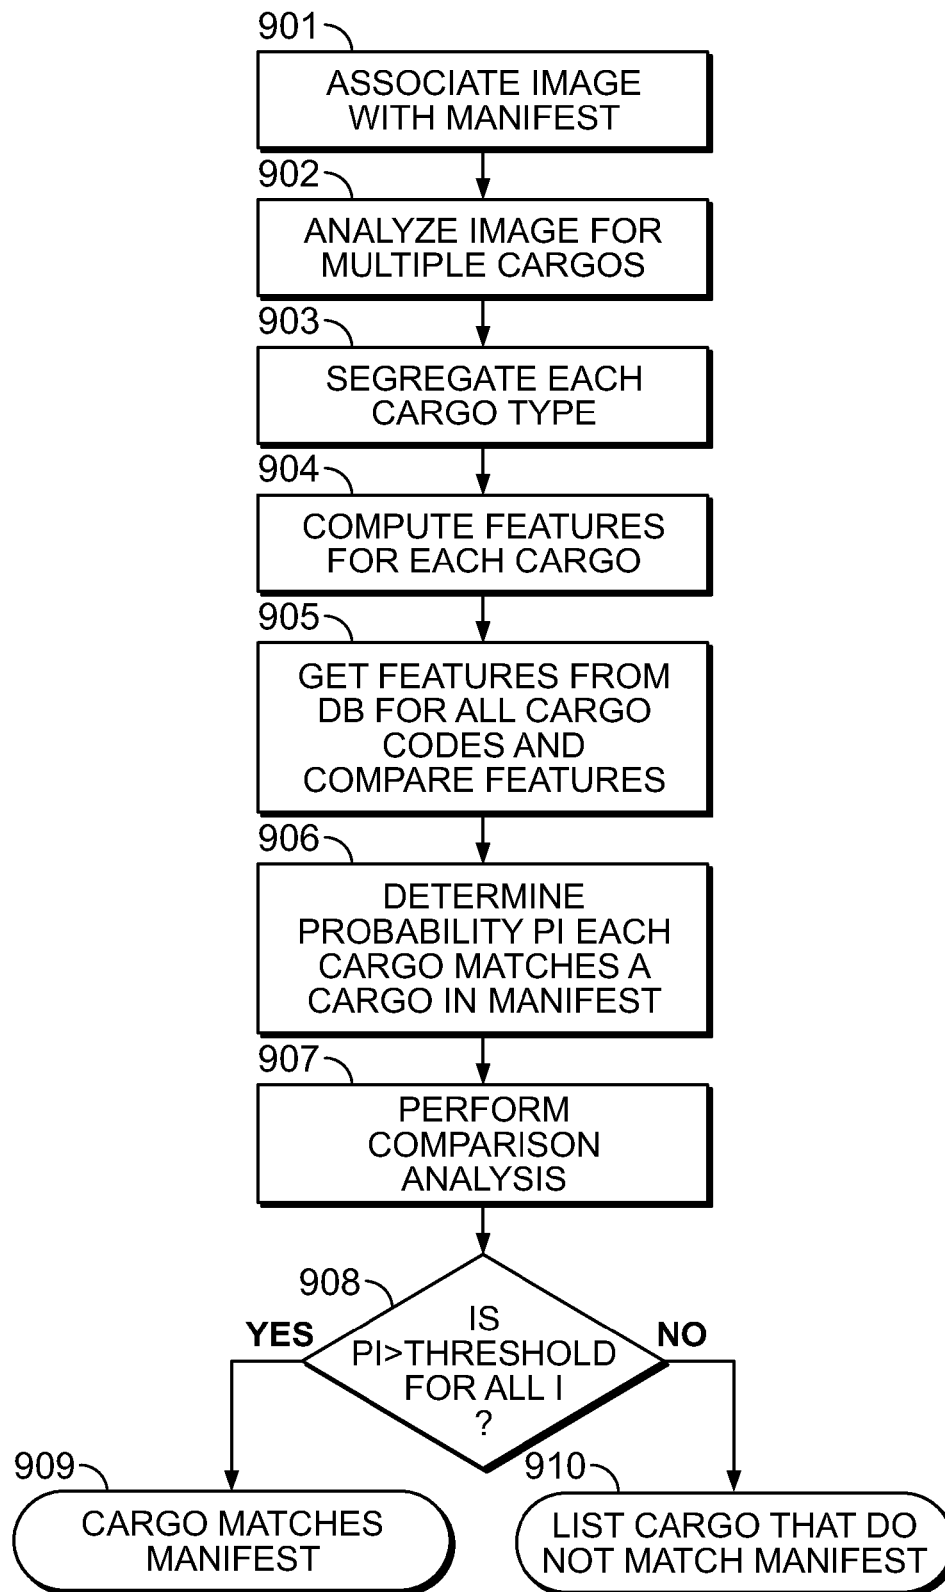 901
ASSOCIATE IMAGE
WITH MANIFEST
902
ANALYZE IMAGE FOR
MULTIPLE CARGOS
903
SEGREGATE EACH
CARGO TYPE
904
COMPUTE FEATURES
FOR EACH CARGO
905
GET FEATURES FROM
DB FOR ALL CARGO
CODES AND
COMPARE FEATURES
906
DETERMINE
PROBABILITY PI EACH
CARGO MATCHES A
CARGO IN MANIFEST
907
PERFORM
COMPARISON
ANALYSIS
908
IS
PI>THRESHOLD
FOR ALL I
?
YES
NO
909
CARGO MATCHES
MANIFEST
910
LIST CARGO THAT DO
NOT MATCH MANIFEST